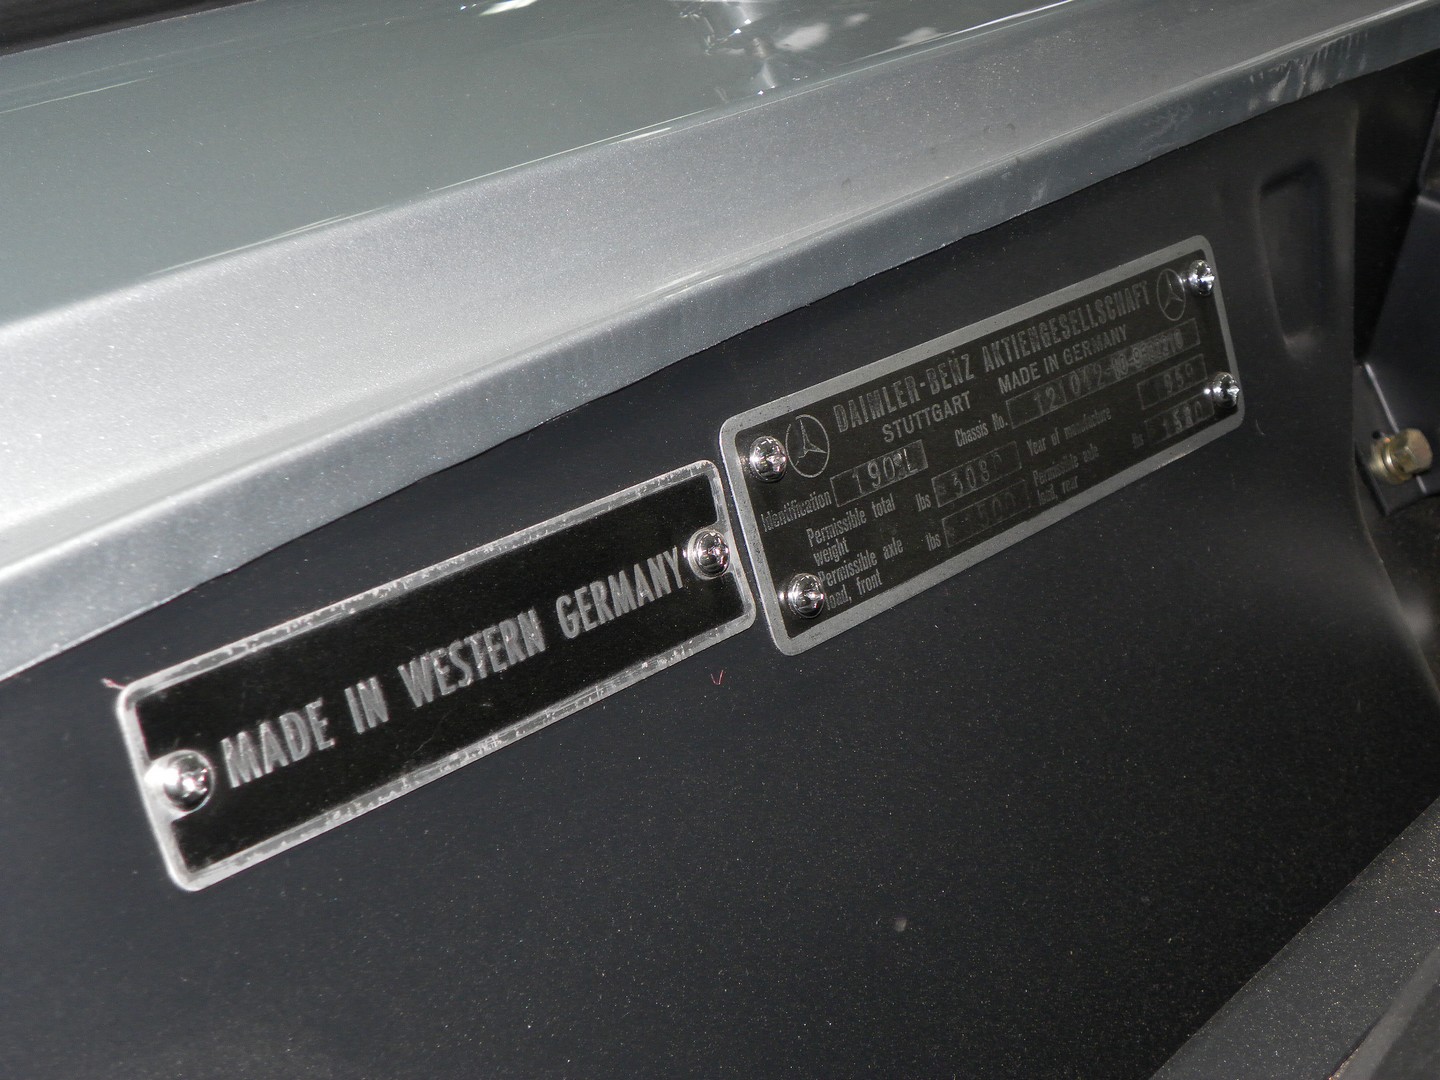 MADE IN WESTERN GERMANY
DAIMLER-BENZ AKTIENGESELLSCHAFT
STUTTGART MADE IN GERMANY
Identification 190SL Chassis No.
Permissible total weight lbs Year of manufacture
Permissible axle load, front lbs Permissible axle load, rear lbs